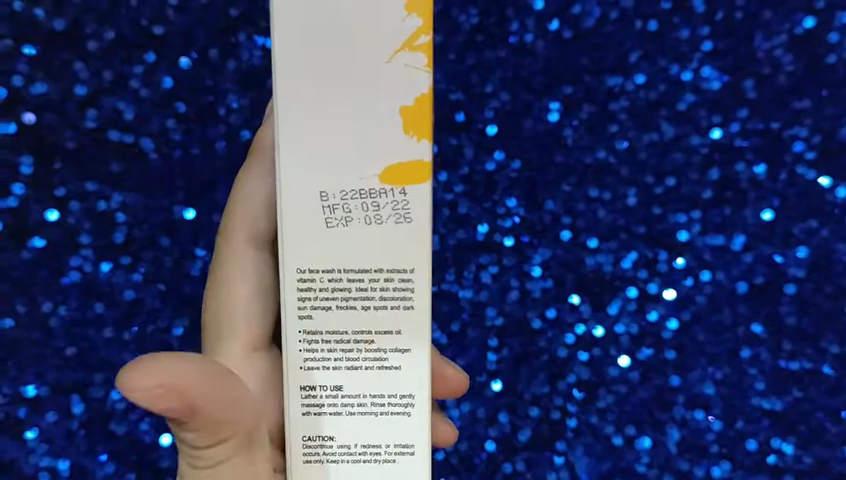 B:22BBA14
MFG:09/22
EXP:08/26
Our face wash is formulated with extracts of
vitamin C which leaves your skin clean,
healthy and glowing. Ideal for skin showing
signs of uneven pigmentation, discoloration,
sun damage, freckles, age spots and dark
spots.
• Retains moisture, controls excess oil.
• Fights free radical damage.
• Helps in skin repair by boosting collagen
production and blood circulation
• Leave the skin radiant and refreshed
HOW TO USE
Lather a small amount in hands and gently
massage onto damp skin. Rinse thoroughly
with warm water. Use morning and evening.
CAUTION:
Discontinue using if redness or irritation
occurs. Avoid contact with eyes. For external
use only. Keep in a cool and dry place.